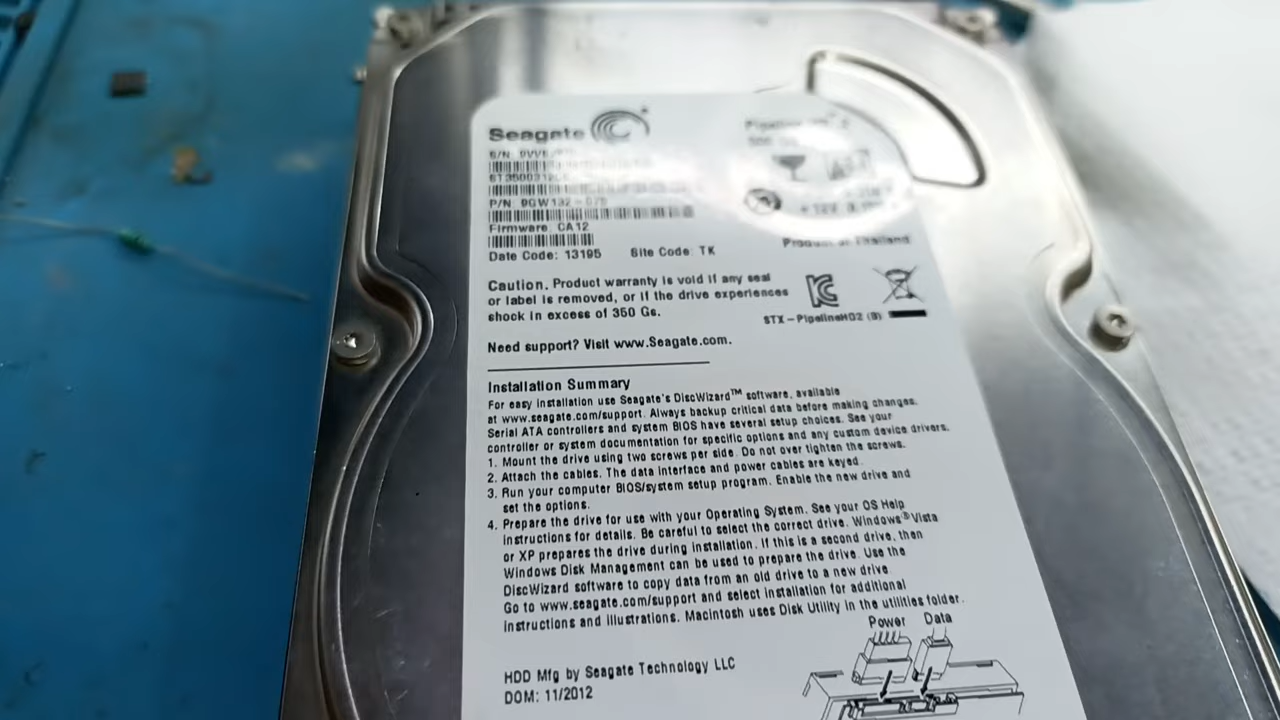 Seagate
S/N:
P/N: 9GW132-
Firmware: CA12
Date Code: 13195 Site Code: TK
Product of Thailand
Caution. Product warranty is void if any seal
or label is removed, or if the drive experiences
shock in excess of 350 Gs.
STX-PipelineHD2 (B)
Need support? Visit www.Seagate.com.
Installation Summary
For easy installation use Seagate's DiscWizard™ software, available
at www.seagate.com/support. Always backup critical data before making changes.
Serial ATA controllers and system BIOS have several setup choices. See your
controller or system documentation for specific options and any custom device drivers.
1. Mount the drive using two screws per side. Do not over tighten the screws.
2. Attach the cables. The data interface and power cables are keyed.
3. Run your computer BIOS/system setup program. Enable the new drive and
set the options.
4. Prepare the drive for use with your Operating System. See your OS Help
instructions for details. Be careful to select the correct drive. Windows® Vista
or XP prepares the drive during installation. If this is a second drive, then
Windows Disk Management can be used to prepare the drive. Use the
DiscWizard software to copy data from an old drive to a new drive.
Go to www.seagate.com/support and select installation for additional
instructions and illustrations. Macintosh uses Disk Utility in the utilities folder.
Power Data
HDD Mfg by Seagate Technology LLC
DOM: 11/2012